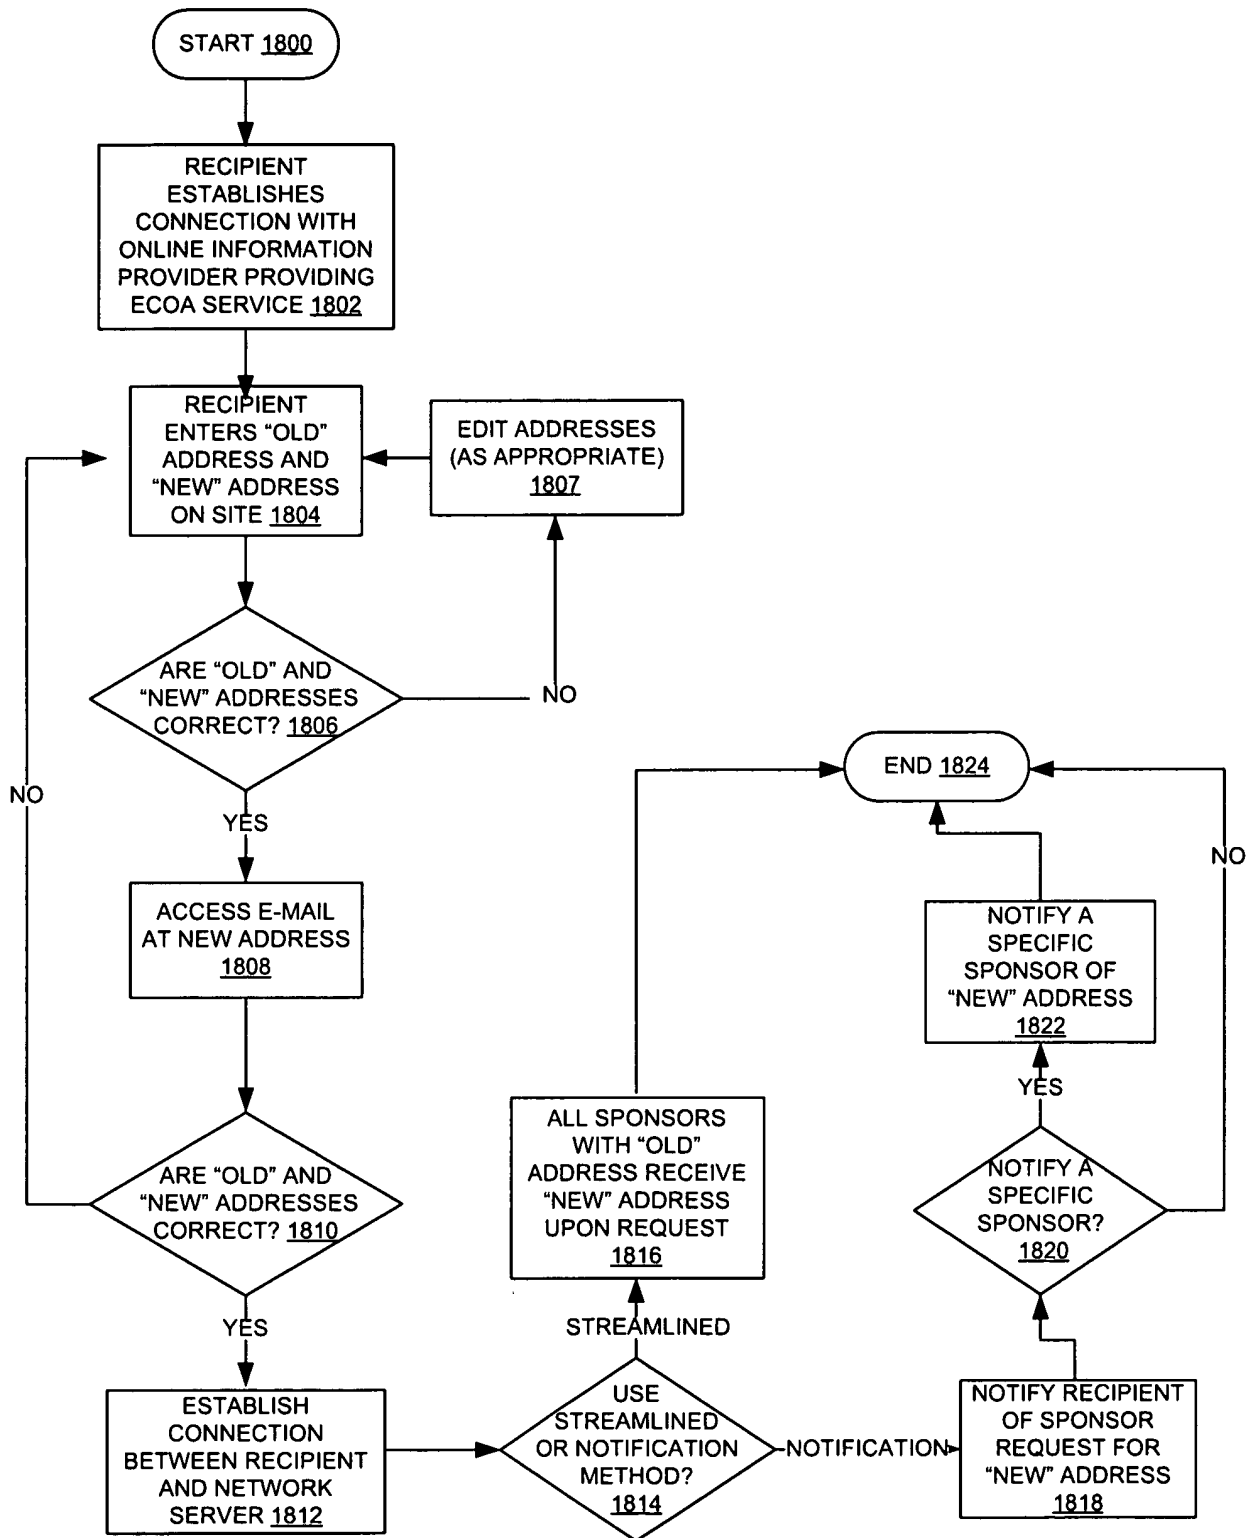 START 1800
RECIPIENT
ESTABLISHES
CONNECTION WITH
ONLINE INFORMATION
PROVIDER PROVIDING
ECOA SERVICE 1802
RECIPIENT
ENTERS “OLD”
ADDRESS AND
“NEW” ADDRESS
ON SITE 1804
EDIT ADDRESSES
(AS APPROPRIATE)
1807
ARE “OLD” AND
“NEW” ADDRESSES
CORRECT? 1806
NO
YES
NO
ACCESS E-MAIL
AT NEW ADDRESS
1808
ARE “OLD” AND
“NEW” ADDRESSES
CORRECT? 1810
YES
ESTABLISH
CONNECTION
BETWEEN RECIPIENT
AND NETWORK
SERVER 1812
USE
STREAMLINED
OR NOTIFICATION
METHOD?
1814
STREAMLINED
ALL SPONSORS
WITH “OLD”
ADDRESS RECEIVE
“NEW” ADDRESS
UPON REQUEST
1816
NOTIFICATION
NOTIFY RECIPIENT
OF SPONSOR
REQUEST FOR
“NEW” ADDRESS
1818
NOTIFY A
SPECIFIC
SPONSOR?
1820
YES
NO
NOTIFY A
SPECIFIC
SPONSOR OF
“NEW” ADDRESS
1822
END 1824